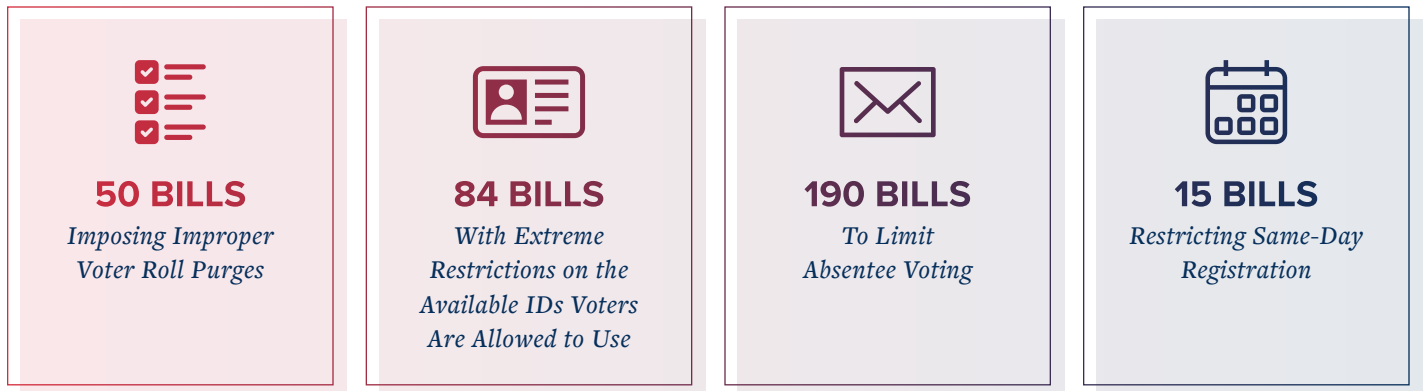 50 BILLS
Imposing Improper
Voter Roll Purges
84 BILLS
With Extreme
Restrictions on the
Available IDs Voters
Are Allowed to Use
190 BILLS
To Limit
Absentee Voting
15 BILLS
Restricting Same-Day
Registration